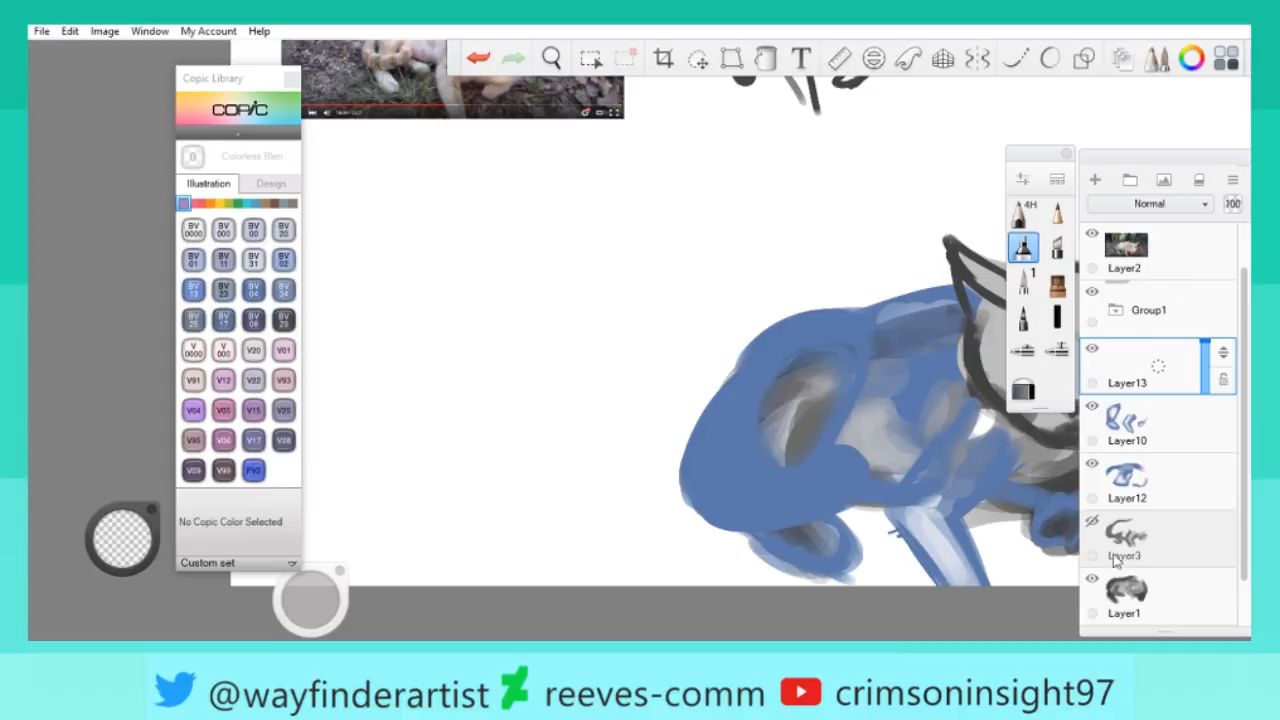 File Edit Image Window My Account Help
Copic Library
COPIC
0 Colorless Blen
Illustration Design
BV 0000 BV 000 BV 00 BV 20
BV 01 BV 11 BV 31 BV 02
BV 13 BV 23 BV 04 BV 34
BV 25 BV 17 BV 08 BV 29
V 0000 V 000 V20 V01
V91 V12 V22 V93
V04 V05 V15 V25
V95 V06 V17 V28
V09 V99 FV2
No Copic Color Selected
Custom set
T
4H
1
Normal 100
Layer2
Group1
Layer13
Layer10
Layer12
Layer3
Layer1
@wayfinderartist reeves-comm crimsoninsight97